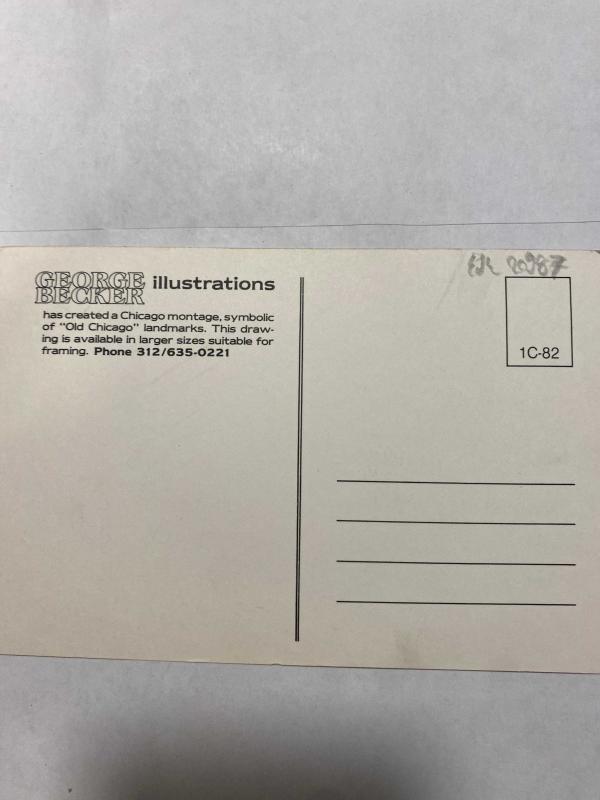 GEORGE BECKER illustrations
has created a Chicago montage, symbolic
of "Old Chicago" landmarks. This draw-
ing is available in larger sizes suitable for
framing. Phone 312/635-0221
1C-82